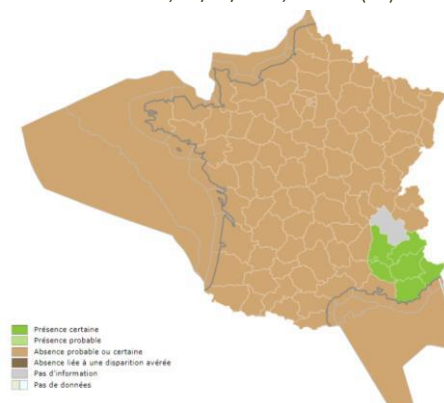 Présence certaine
Présence probable
Absence probable ou certaine
Absence liée à une disparition avérée
Pas d'information
Pas de données